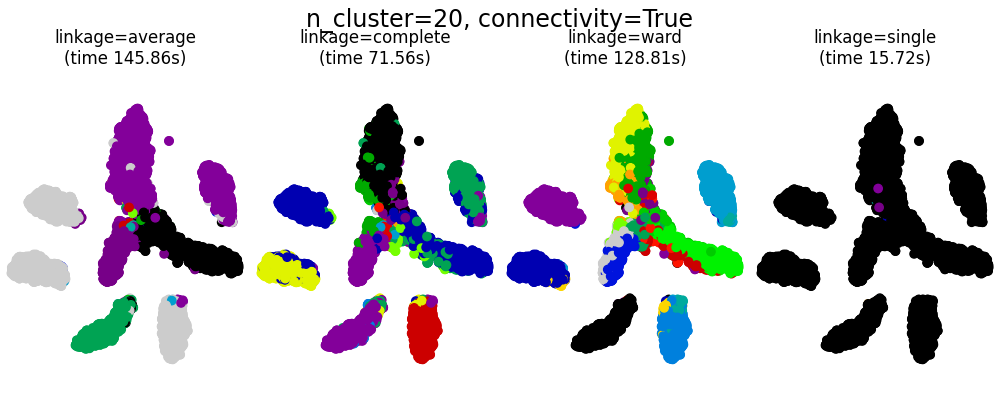 n_cluster=20, connectivity=True
linkage=average
(time 145.86s)
linkage=complete
(time 71.56s)
linkage=ward
(time 128.81s)
linkage=single
(time 15.72s)